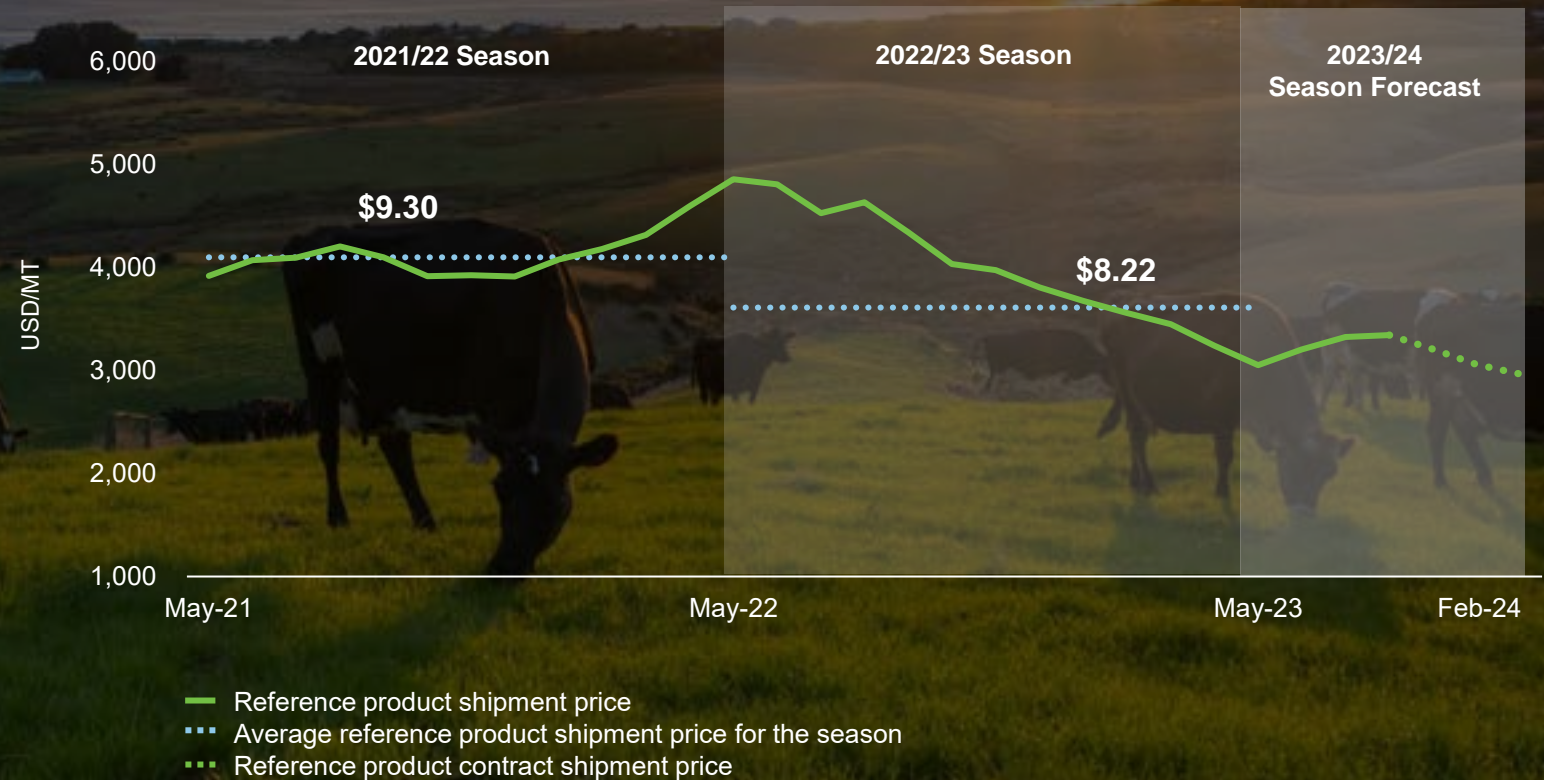 2021/22 Season
2022/23 Season
2023/24
Season Forecast
USD/MT
6,000
5,000
4,000
3,000
2,000
1,000
$9.30
$8.22
May-21
May-22
May-23
Feb-24
Reference product shipment price
Average reference product shipment price for the season
Reference product contract shipment price